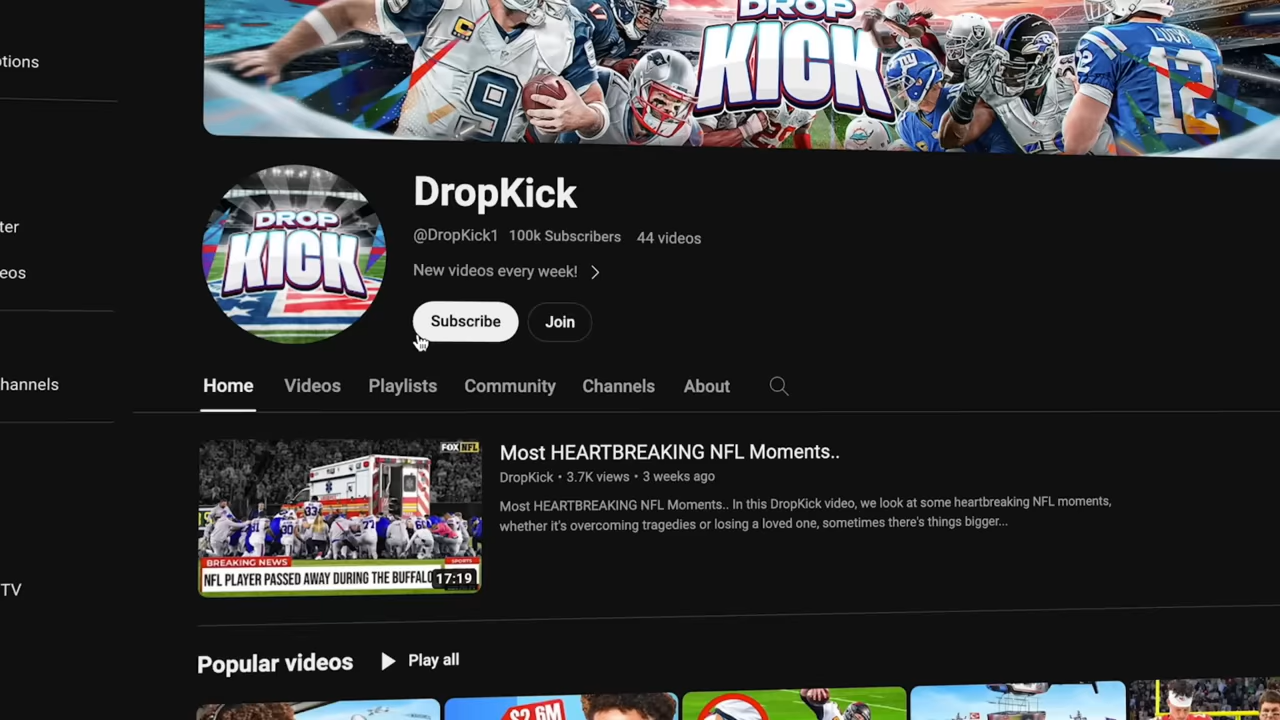 DROP
KICK
9
LUCK
12
otions
DROP
KICK
DropKick
@DropKick1 100k Subscribers 44 videos
ter
New videos every week!
eos
Subscribe
Join
hannels
Home Videos Playlists Community Channels About
FOX NFL
Most HEARTBREAKING NFL Moments..
DropKick • 3.7K views • 3 weeks ago
Most HEARTBREAKING NFL Moments.. In this DropKick video, we look at some heartbreaking NFL moments,
whether it's overcoming tragedies or losing a loved one, sometimes there's things bigger...
BREAKING NEWS
SPORTS
NFL PLAYER PASSED AWAY DURING THE BUFFALO
17:19
TV
Popular videos
Play all
$2.6M